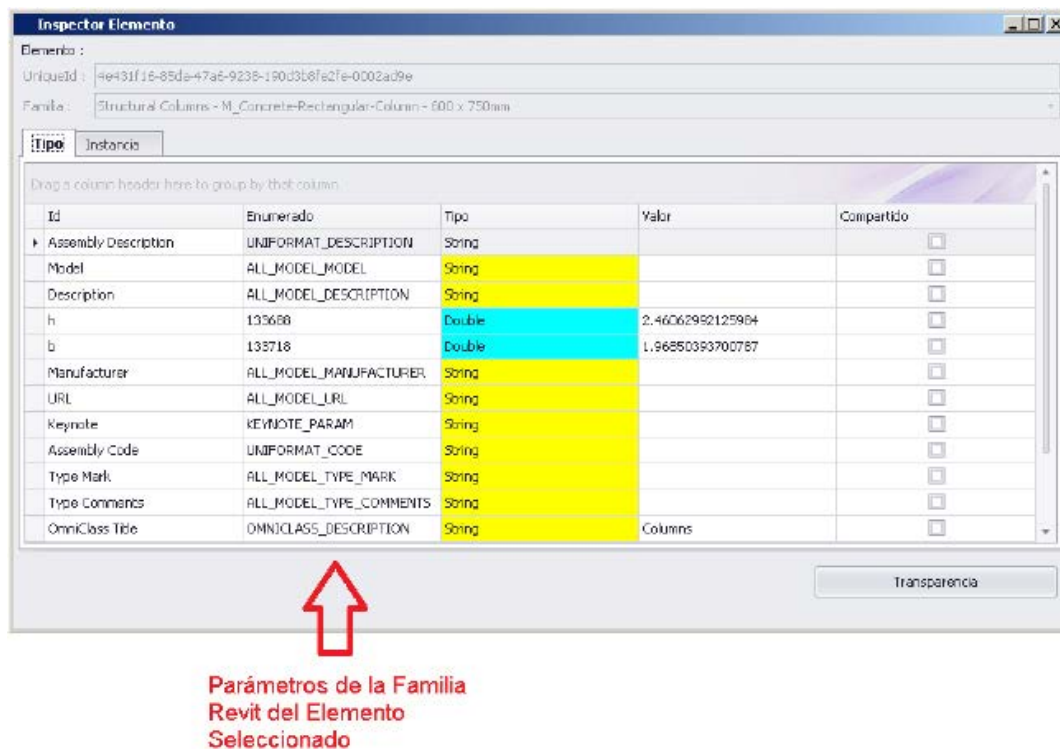 Inspector Elemento
Elemento :
UniqueId : 4e431f16-85da-47a6-9238-190d3b8fe2fe-0002ad9e
Familia : Structural Columns - M_Concrete-Rectangular-Column - 600 x 750mm
Tipo Instancia
Drag a column header here to group by that column
Id Enumerado Tipo Valor Compartido
Assembly Description UNIFORMAT_DESCRIPTION String
Model ALL_MODEL_MODEL String
Description ALL_MODEL_DESCRIPTION String
h 133688 Double 2.46062992125984
b 133718 Double 1.96850393700787
Manufacturer ALL_MODEL_MANUFACTURER String
URL ALL_MODEL_URL String
Keynote KEYNOTE_PARAM String
Assembly Code UNIFORMAT_CODE String
Type Mark ALL_MODEL_TYPE_MARK String
Type Comments ALL_MODEL_TYPE_COMMENTS String
OmniClass Title OMNICLASS_DESCRIPTION String Columns
Transparencia
Parámetros de la Familia
Revit del Elemento
Seleccionado